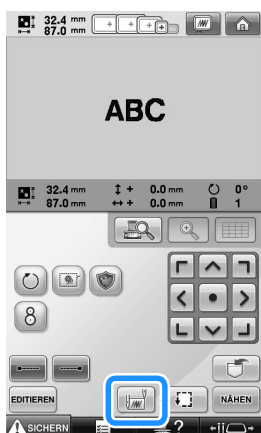 32.4 mm
87.0 mm
ABC
32.4 mm + 0.0 mm 0°
87.0 mm + 0.0 mm 1
8
EDITIEREN
NÄHEN
SICHERN
?